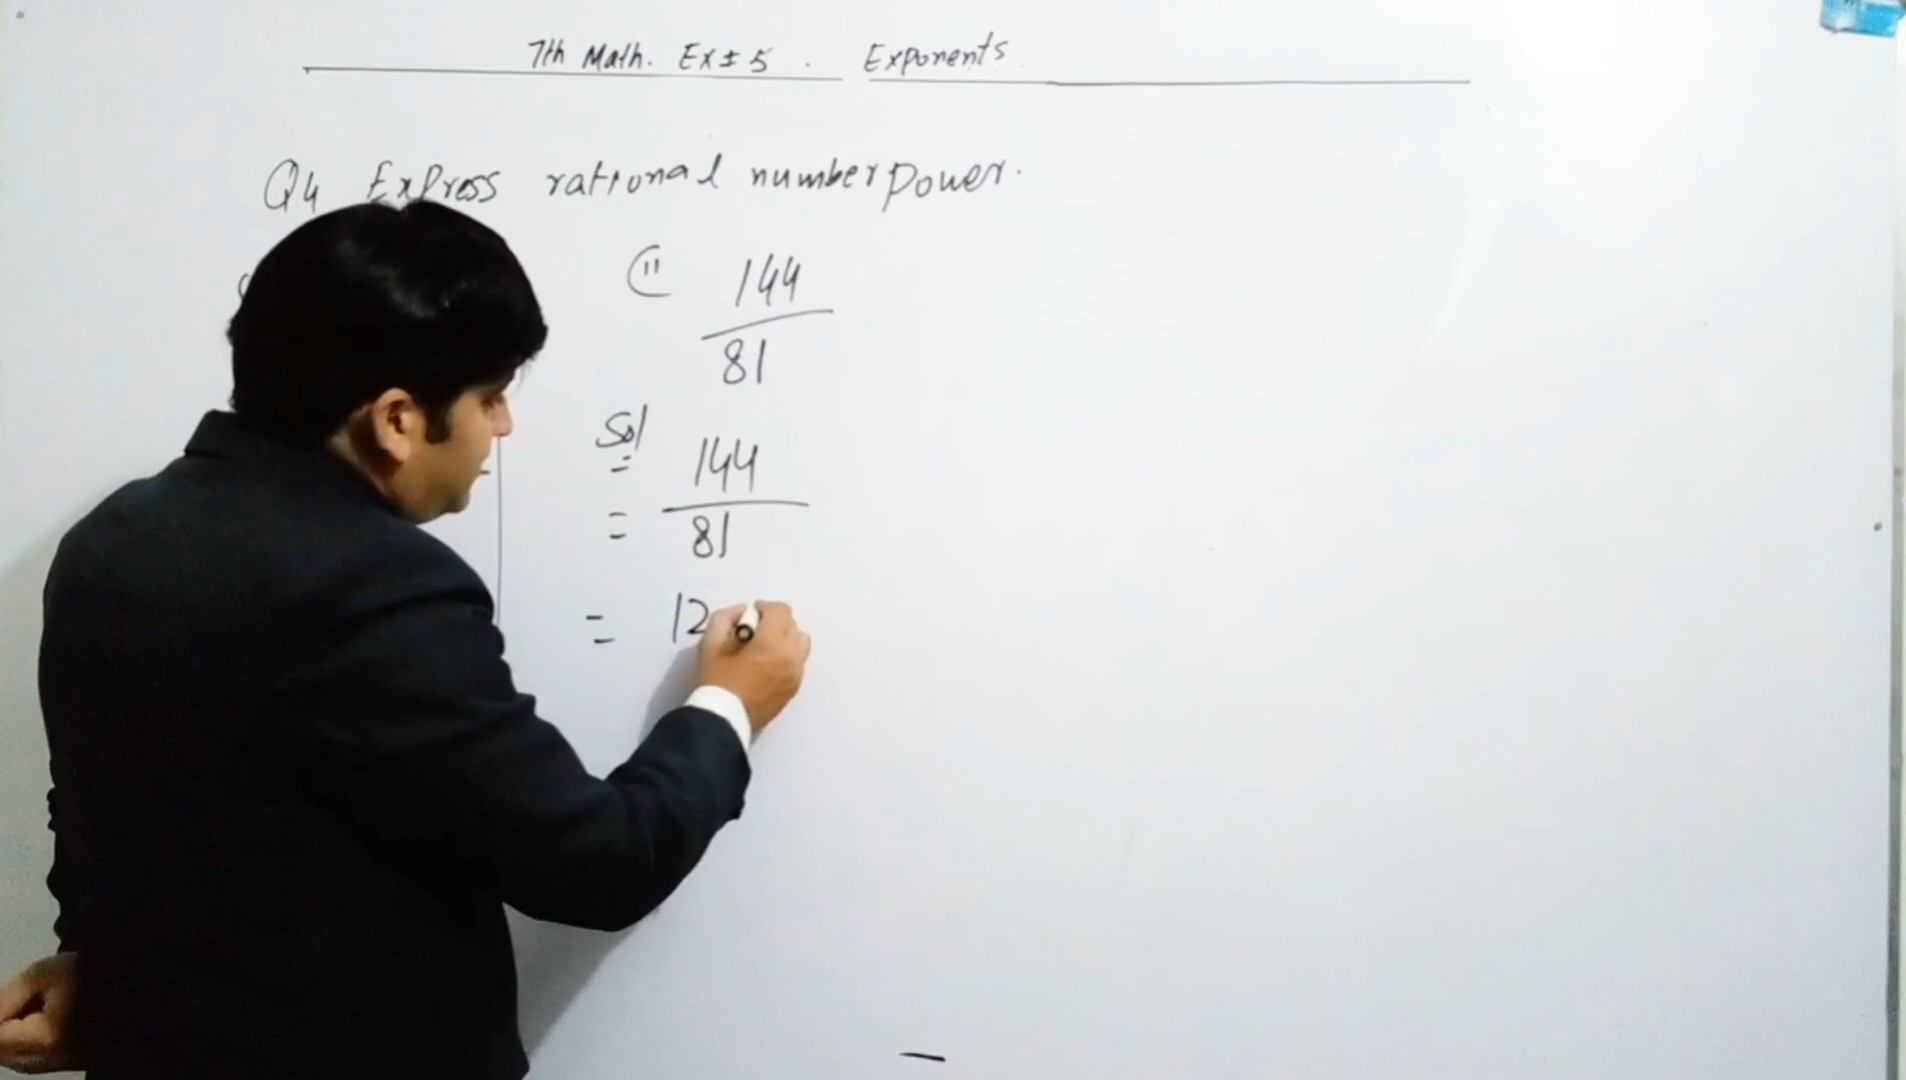 7th Math. Ex ± 5 . Exponents
Q4 Express rational number power.
(ii) 144
81
Sol
144
= 
81
= 12